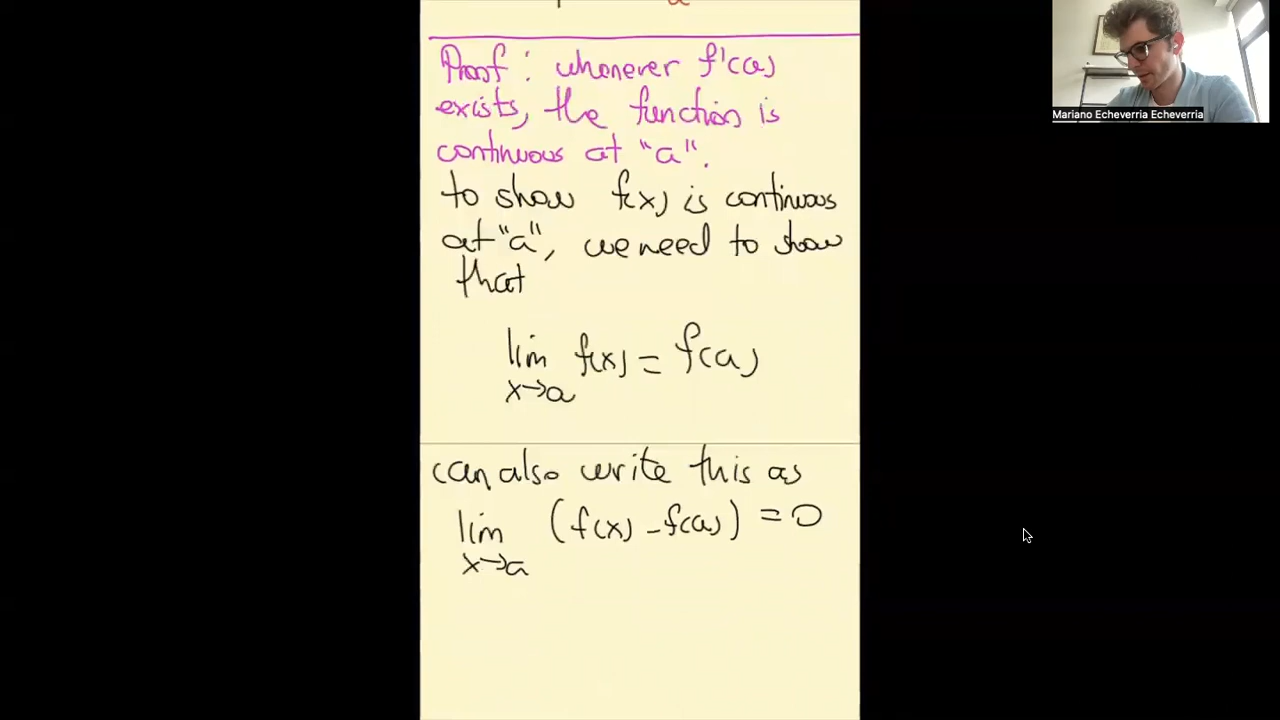 Proof: whenever f'(a)
exists, the function is
continuous at "a".
to show f(x) is continuous
at "a", we need to show
that
lim f(x) = f(a)
x→a
can also write this as
lim (f(x) - f(a)) = 0
x→a
Mariano Echeverria Echeverria